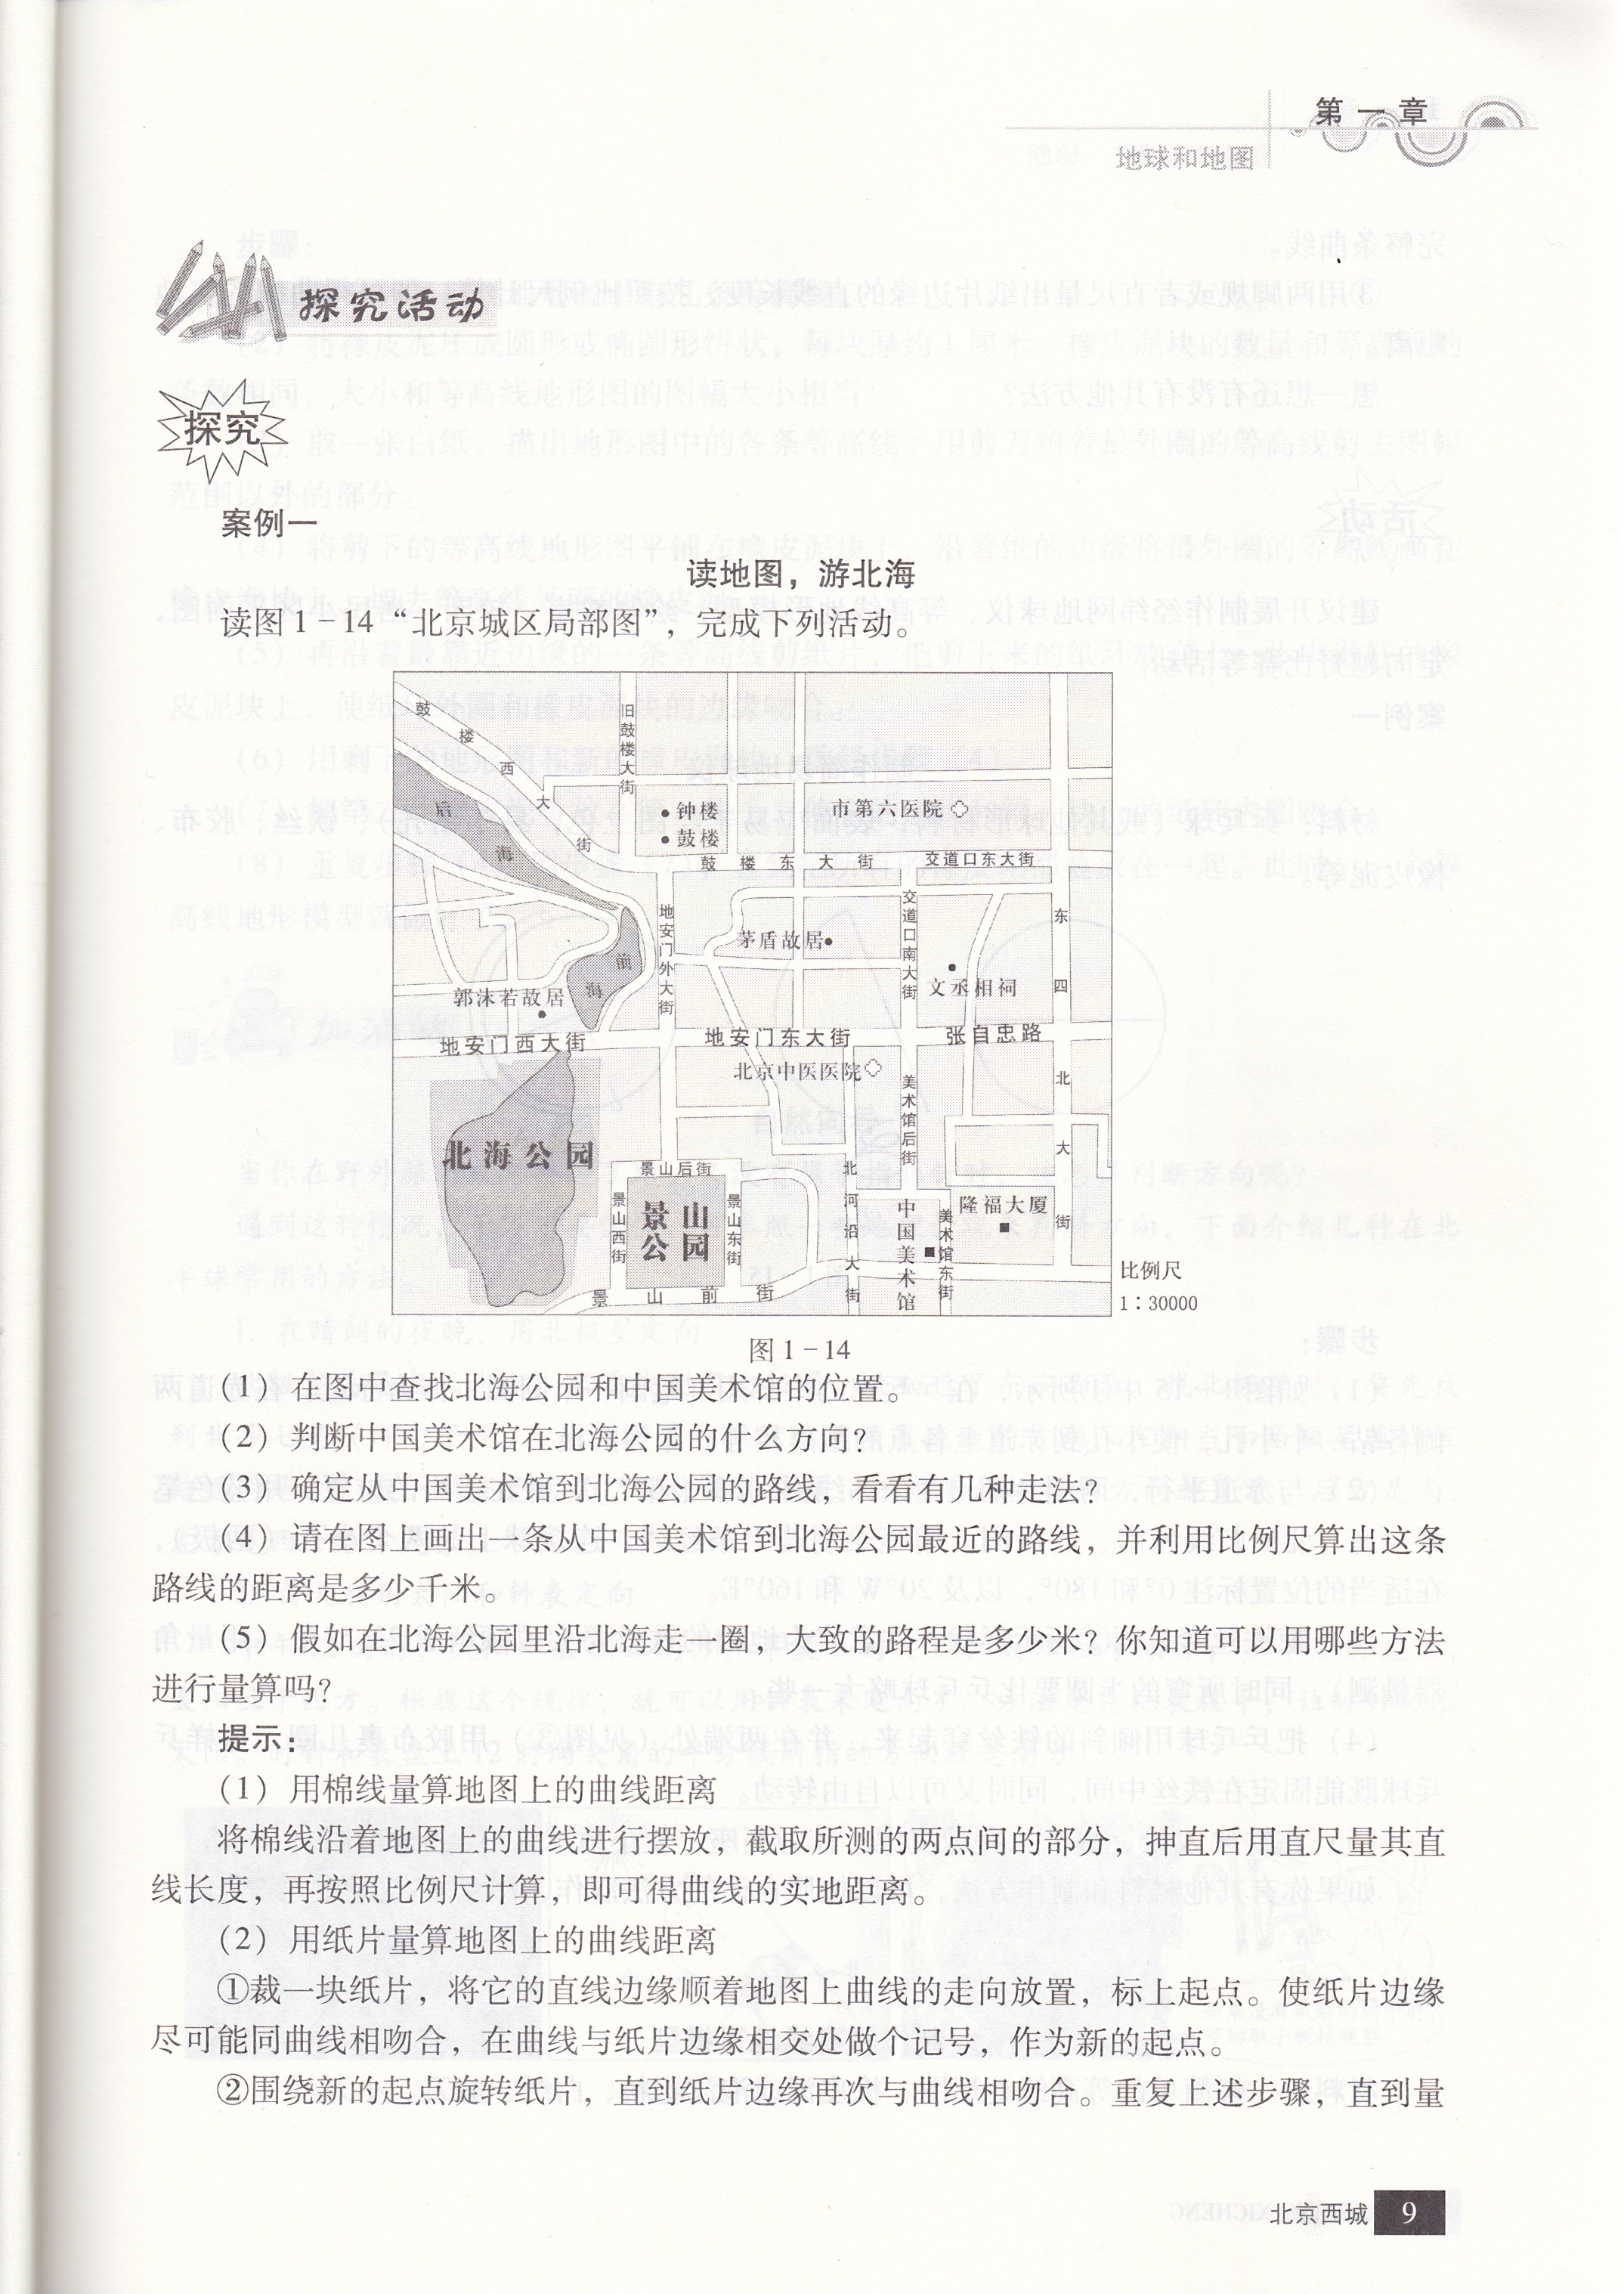 第一章
地球和地图
探究活动
探究
案例一
读地图，游北海
读图1-14“北京城区局部图”，完成下列活动。
鼓楼西大街
旧鼓楼大街
后海
钟楼
鼓楼
市第六医院
鼓楼东大街
交道口东大街
地安门外大街
交道口南大街
东四北大街
茅盾故居
文丞相祠
前海
郭沫若故居
地安门西大街
地安门东大街
张自忠路
北京中医医院
美术馆后街
北海公园
景山后街
北河沿大街
景山西街
景山公园
景山东街
中国美术馆
美术馆东街
隆福大厦
景山前街
比例尺
1：30000
图1-14
（1）在图中查找北海公园和中国美术馆的位置。
（2）判断中国美术馆在北海公园的什么方向？
（3）确定从中国美术馆到北海公园的路线，看看有几种走法？
（4）请在图上画出一条从中国美术馆到北海公园最近的路线，并利用比例尺算出这条
路线的距离是多少千米。
（5）假如在北海公园里沿北海走一圈，大致的路程是多少米？你知道可以用哪些方法
进行量算吗？
提示：
（1）用棉线量算地图上的曲线距离
将棉线沿着地图上的曲线进行摆放，截取所测的两点间的部分，抻直后用直尺量其直
线长度，再按照比例尺计算，即可得曲线的实地距离。
（2）用纸片量算地图上的曲线距离
①裁一块纸片，将它的直线边缘顺着地图上曲线的走向放置，标上起点。使纸片边缘
尽可能同曲线相吻合，在曲线与纸片边缘相交处做个记号，作为新的起点。
②围绕新的起点旋转纸片，直到纸片边缘再次与曲线相吻合。重复上述步骤，直到量
北京西城 9